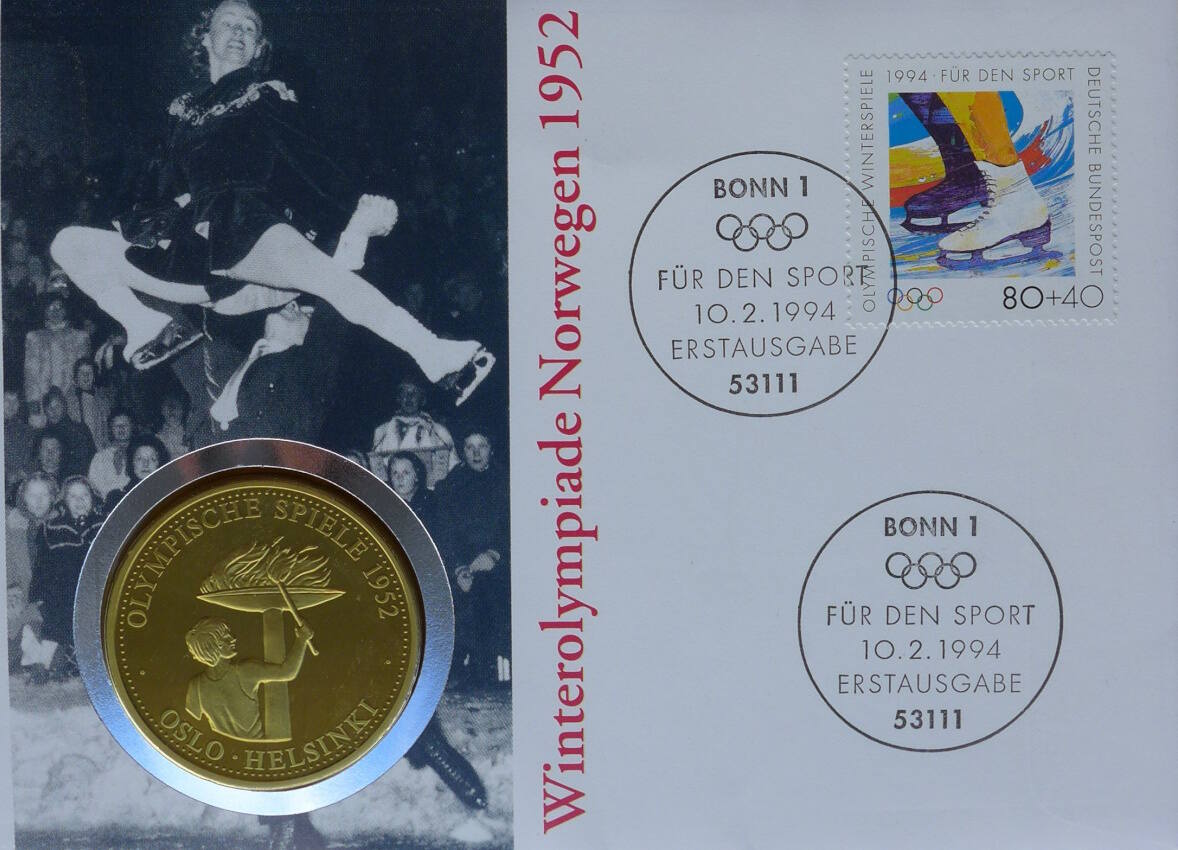 Winterolympiade Norwegen 1952
OLYMPISCHE SPIELE 1952
OSLO · HELSINKI
1994 · FÜR DEN SPORT
OLYMPISCHE WINTERSPIELE
DEUTSCHE BUNDESPOST
80+40
BONN 1
FÜR DEN SPORT
10.2.1994
ERSTAUSGABE
53111
BONN 1
FÜR DEN SPORT
10.2.1994
ERSTAUSGABE
53111